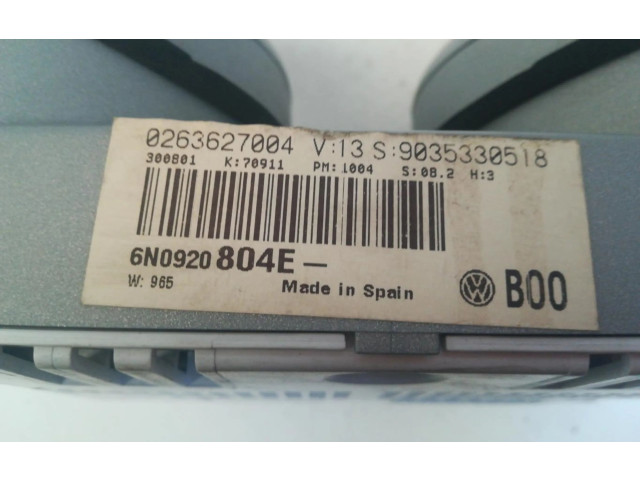 0263627004 V:13 S:9035330518
300801 K:70911 PM:1004 S:08.2 H:3
6N0920 804E –
W: 965 Made in Spain B00